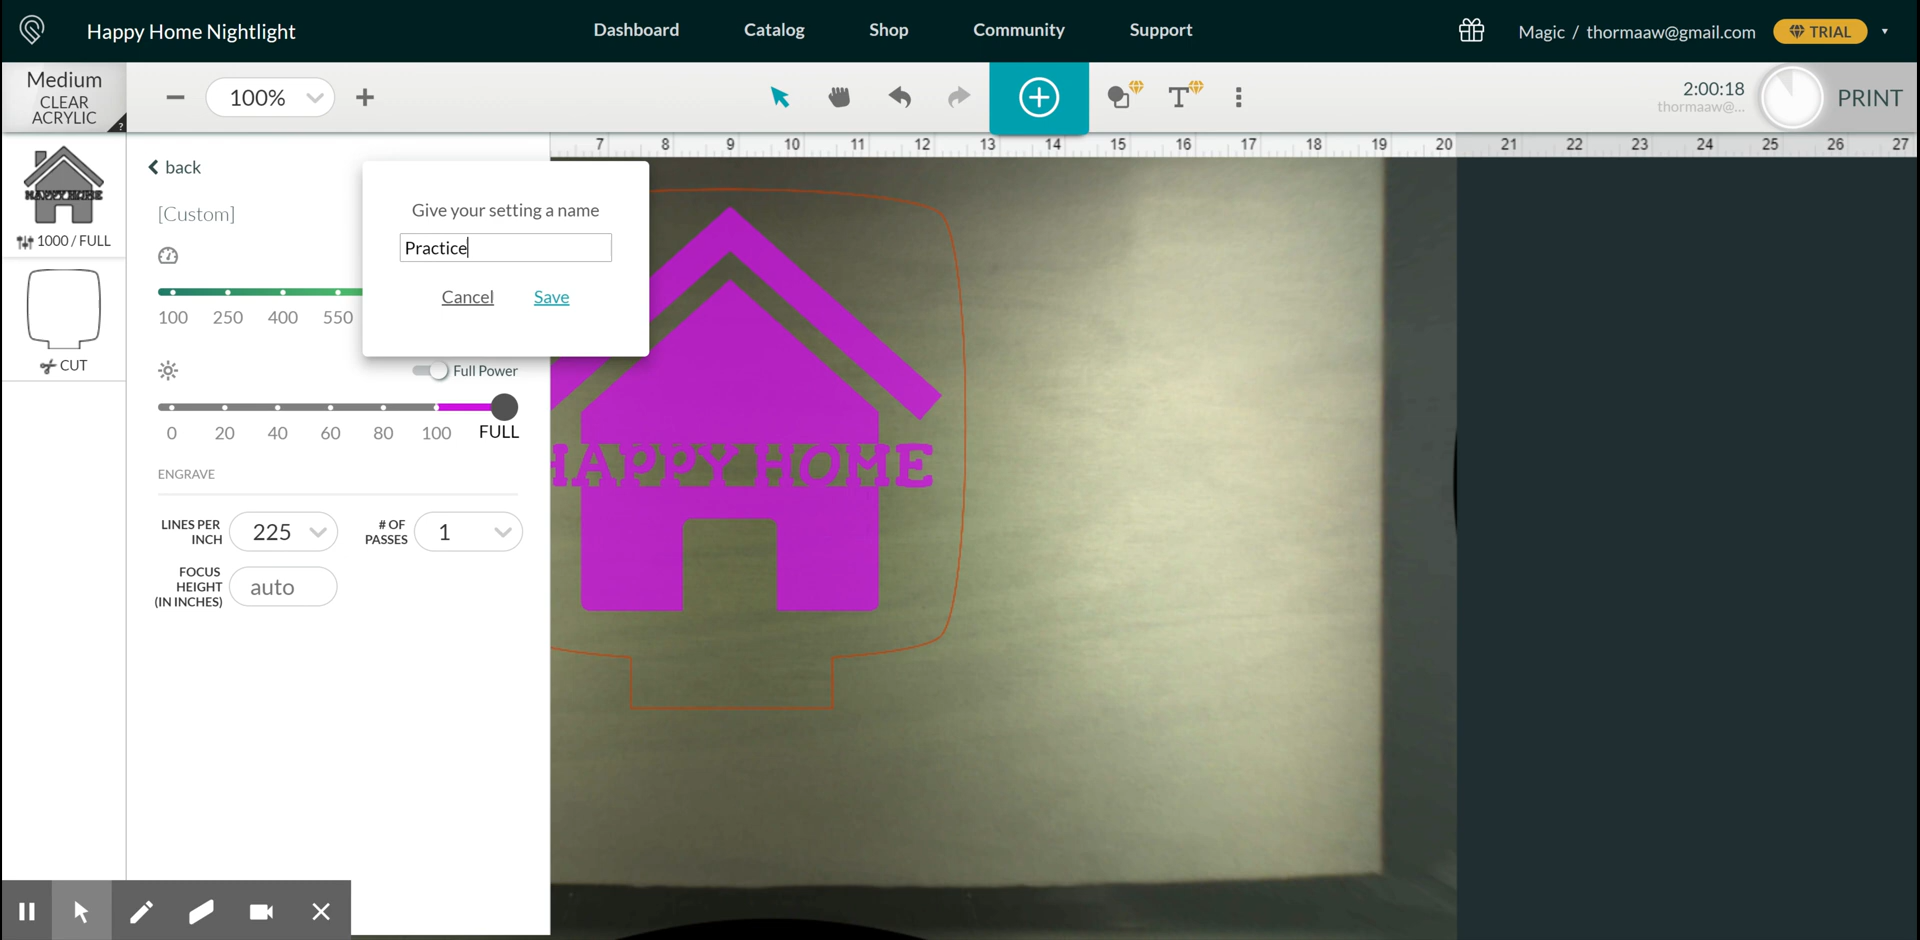 Happy Home Nightlight
Dashboard
Catalog
Shop
Community
Support
Magic / thormaaw@gmail.com
TRIAL
Medium
CLEAR
ACRYLIC
?
100%
T
2:00:18
thormaaw@...
PRINT
7 8 9 10 11 12 13 14 15 16 17 18 19 20 21 22 23 24 25 26 27
HAPPY HOME
1000 / FULL
CUT
back
[Custom]
100 250 400 550
Give your setting a name
Practice
Cancel
Save
Full Power
0 20 40 60 80 100 FULL
ENGRAVE
LINES PER
INCH
225
# OF
PASSES
1
FOCUS
HEIGHT
(IN INCHES)
auto
HAPPY HOME